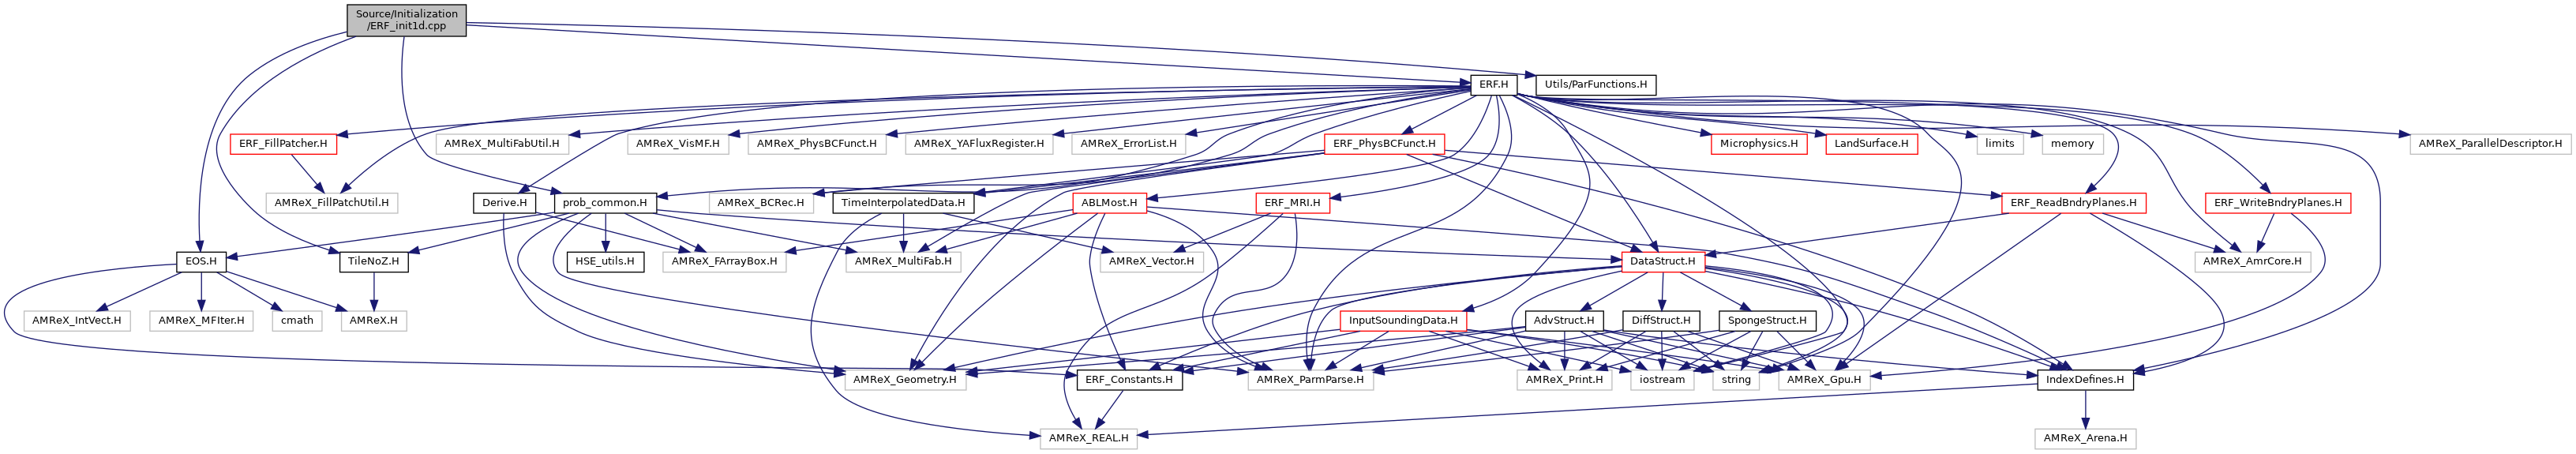 Source/Initialization
/ERF_init1d.cpp
ERF.H
Utils/ParFunctions.H
ERF_FillPatcher.H
AMReX_MultiFabUtil.H
AMReX_VisMF.H
AMReX_PhysBCFunct.H
AMReX_YAFluxRegister.H
AMReX_ErrorList.H
ERF_PhysBCFunct.H
Microphysics.H
LandSurface.H
limits
memory
AMReX_ParallelDescriptor.H
AMReX_FillPatchUtil.H
Derive.H
prob_common.H
AMReX_BCRec.H
TimeInterpolatedData.H
ABLMost.H
ERF_MRI.H
ERF_ReadBndryPlanes.H
ERF_WriteBndryPlanes.H
EOS.H
TileNoZ.H
HSE_utils.H
AMReX_FArrayBox.H
AMReX_MultiFab.H
AMReX_Vector.H
DataStruct.H
AMReX_AmrCore.H
AMReX_IntVect.H
AMReX_MFIter.H
cmath
AMReX.H
InputSoundingData.H
AdvStruct.H
DiffStruct.H
SpongeStruct.H
AMReX_Geometry.H
ERF_Constants.H
AMReX_ParmParse.H
AMReX_Print.H
iostream
string
AMReX_Gpu.H
IndexDefines.H
AMReX_REAL.H
AMReX_Arena.H